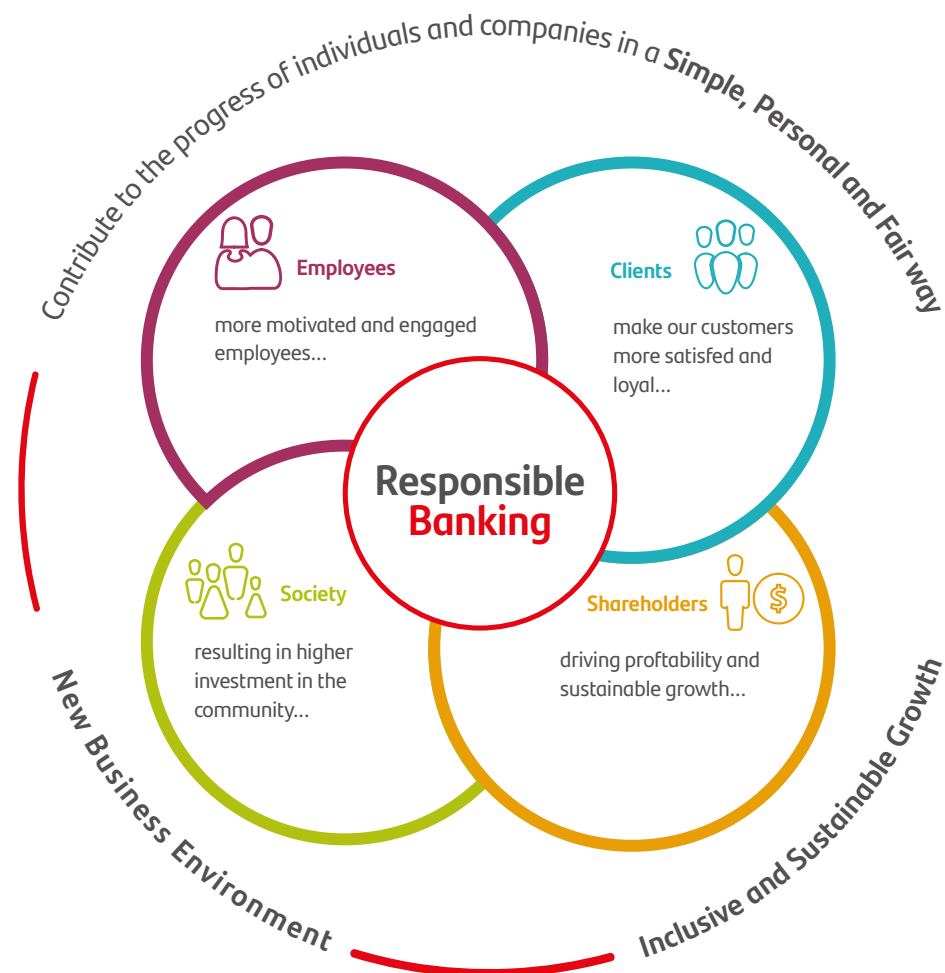 Contribute to the progress of individuals and companies in a Simple, Personal and Fair way
Employees
more motivated and engaged
employees...
Clients
make our customers
more satisfed and
loyal...
Responsible
Banking
Society
resulting in higher
investment in the
community...
Shareholders
$
driving proftability and
sustainable growth...
New Business Environment
Inclusive and Sustainable Growth